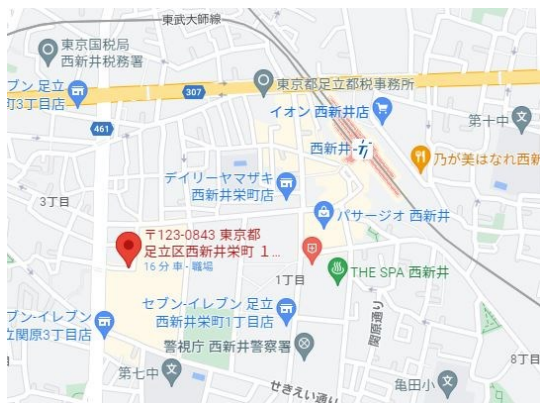 東武大師線
東京国税局
西新井税務署
ブン 足立
町3丁目店
307
東京都足立都税事務所
イオン 西新井店
461
第十中
西新井
乃が美はなれ西新
デイリーヤマザキ
西新井栄町店
3丁目
パサージオ 西新井
〒123-0843 東京都
足立区西新井栄町 1...
16 分 車 - 職場
1丁目
THE SPA 西新井
セブン-イレブン 足立
西新井栄町1丁目店
関原通り
ブン-イレブン
立関原3丁目店
警視庁 西新井警察署
8丁目
第七中
せきえい通り
亀田小